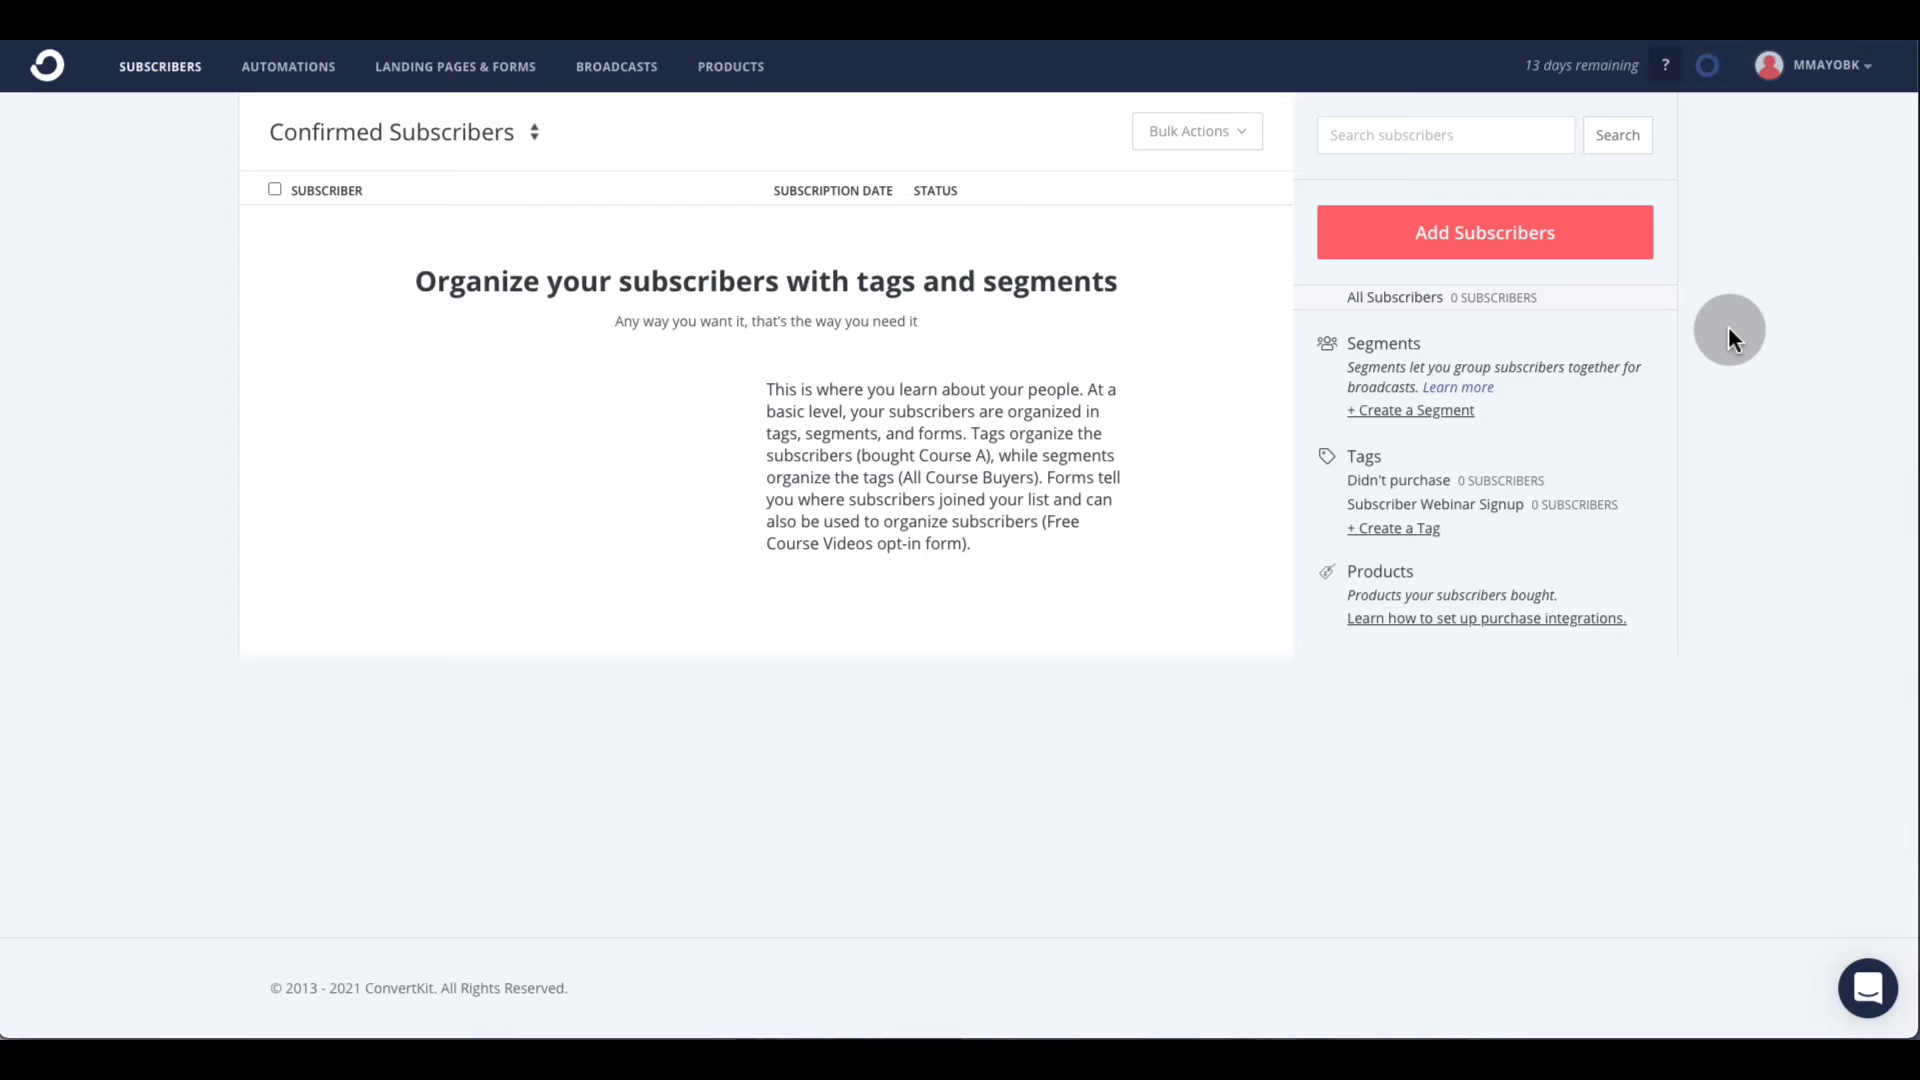 SUBSCRIBERS AUTOMATIONS LANDING PAGES & FORMS BROADCASTS PRODUCTS 13 days remaining ? MMAYOBK
Confirmed Subscribers
Bulk Actions
SUBSCRIBER SUBSCRIPTION DATE STATUS
Organize your subscribers with tags and segments
Any way you want it, that's the way you need it
This is where you learn about your people. At a
basic level, your subscribers are organized in
tags, segments, and forms. Tags organize the
subscribers (bought Course A), while segments
organize the tags (All Course Buyers). Forms tell
you where subscribers joined your list and can
also be used to organize subscribers (Free
Course Videos opt-in form).
Search subscribers Search
Add Subscribers
All Subscribers 0 SUBSCRIBERS
Segments
Segments let you group subscribers together for
broadcasts. Learn more
+ Create a Segment
Tags
Didn't purchase 0 SUBSCRIBERS
Subscriber Webinar Signup 0 SUBSCRIBERS
+ Create a Tag
Products
Products your subscribers bought.
Learn how to set up purchase integrations.
© 2013 - 2021 ConvertKit. All Rights Reserved.